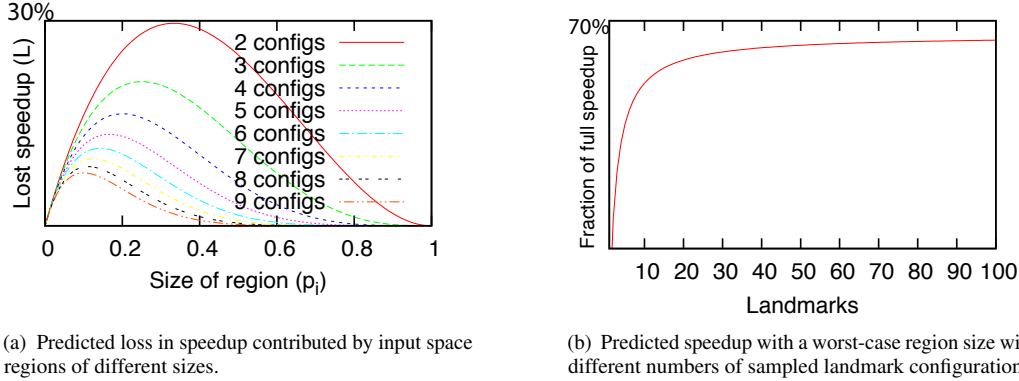 30%
Lost speedup (L)
2 configs
3 configs
4 configs
5 configs
6 configs
7 configs
8 configs
9 configs
0 0.2 0.4 0.6 0.8 1
Size of region (pi)
(a) Predicted loss in speedup contributed by input space
regions of different sizes.
70%
Fraction of full speedup
10 20 30 40 50 60 70 80 90 100
Landmarks
(b) Predicted speedup with a worst-case region size wi
different numbers of sampled landmark configuration